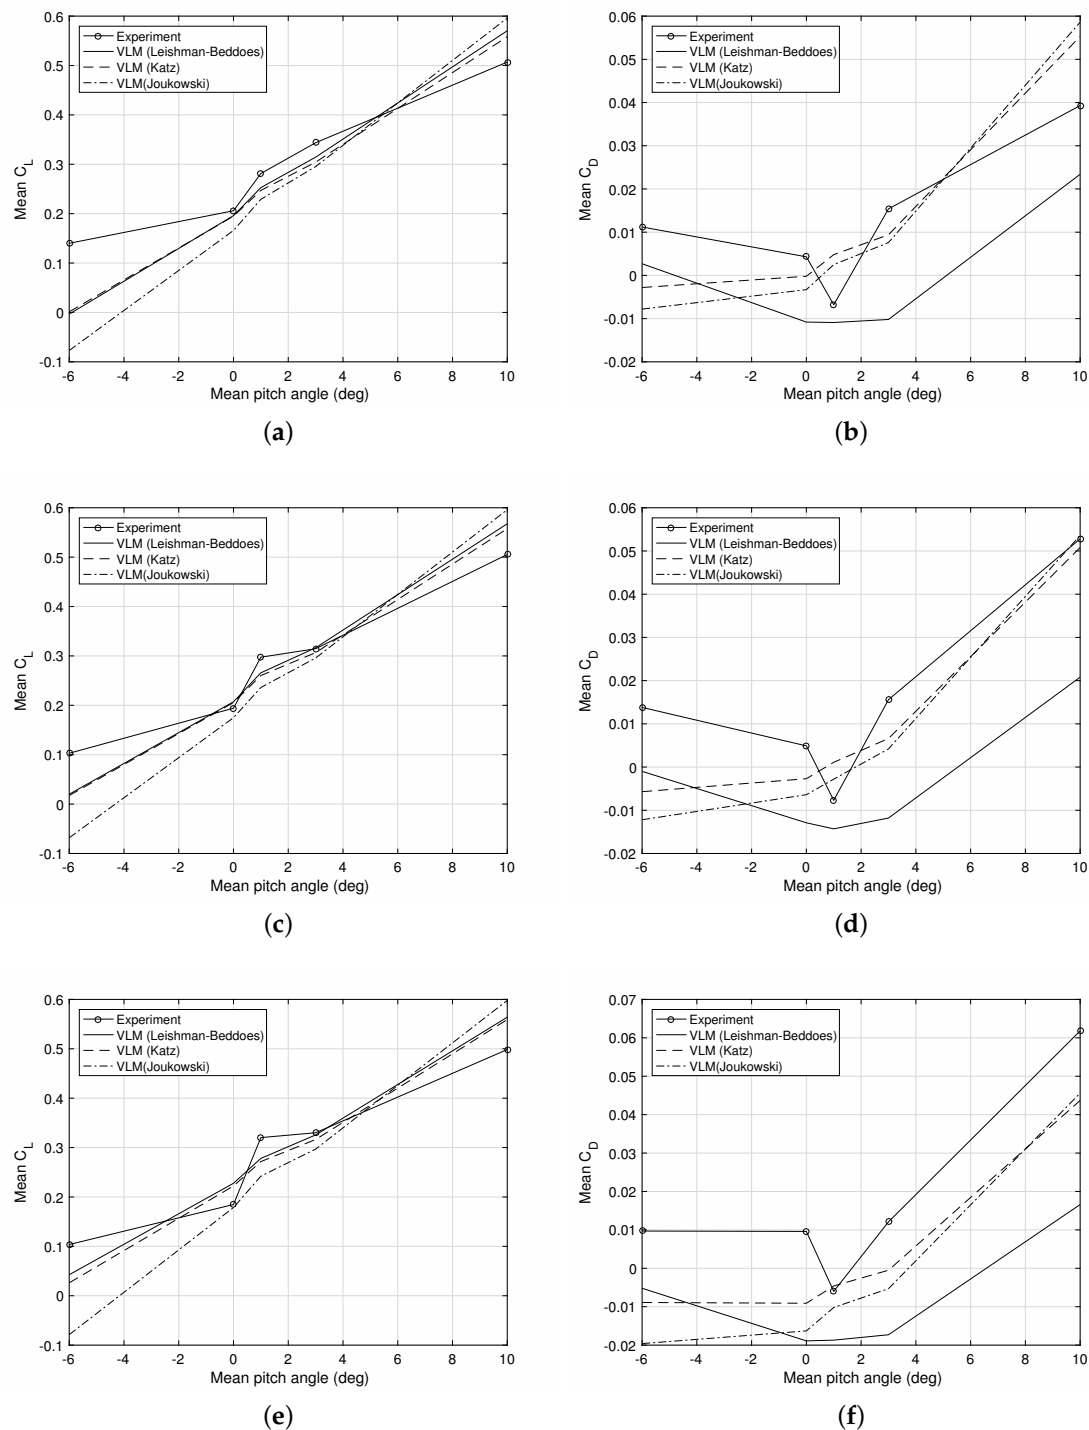 0.6
0.5
0.4
0.3
0.2
0.1
0
-0.1
Mean C_L
Experiment
VLM (Leishman-Beddoes)
VLM (Katz)
VLM(Joukowski)
-6 -4 -2 0 2 4 6 8 10
Mean pitch angle (deg)
(a)
0.06
0.05
0.04
0.03
0.02
0.01
0
-0.01
-0.02
Mean C_D
Experiment
VLM (Leishman-Beddoes)
VLM (Katz)
VLM(Joukowski)
-6 -4 -2 0 2 4 6 8 10
Mean pitch angle (deg)
(b)
0.6
0.5
0.4
0.3
0.2
0.1
0
-0.1
Mean C_L
Experiment
VLM (Leishman-Beddoes)
VLM (Katz)
VLM(Joukowski)
-6 -4 -2 0 2 4 6 8 10
Mean pitch angle (deg)
(c)
0.06
0.05
0.04
0.03
0.02
0.01
0
-0.01
-0.02
Mean C_D
Experiment
VLM (Leishman-Beddoes)
VLM (Katz)
VLM(Joukowski)
-6 -4 -2 0 2 4 6 8 10
Mean pitch angle (deg)
(d)
0.6
0.5
0.4
0.3
0.2
0.1
0
-0.1
Mean C_L
Experiment
VLM (Leishman-Beddoes)
VLM (Katz)
VLM(Joukowski)
-6 -4 -2 0 2 4 6 8 10
Mean pitch angle (deg)
(e)
0.07
0.06
0.05
0.04
0.03
0.02
0.01
0
-0.01
-0.02
Mean C_D
Experiment
VLM (Leishman-Beddoes)
VLM (Katz)
VLM(Joukowski)
-6 -4 -2 0 2 4 6 8 10
Mean pitch angle (deg)
(f)